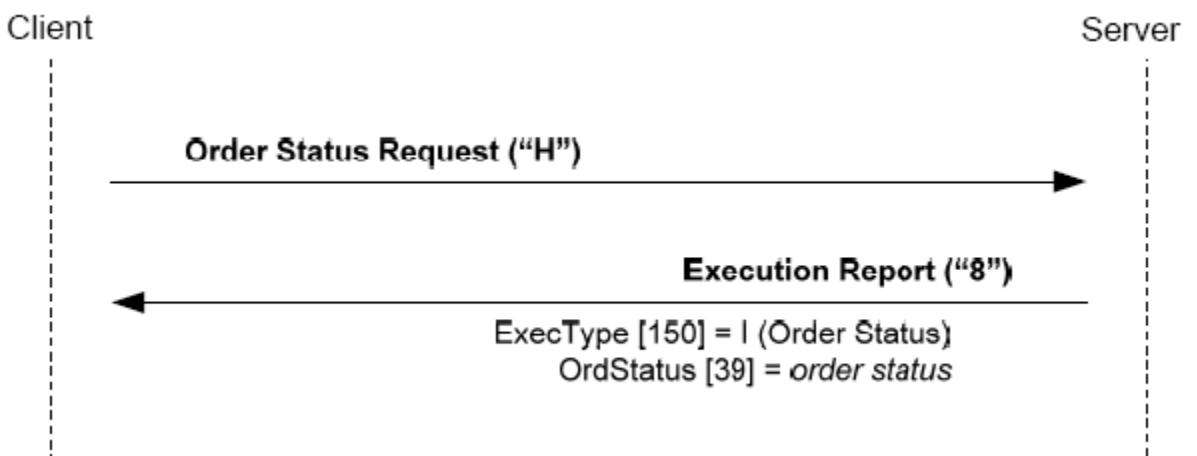 Client
Server
Order Status Request (“H”)
Execution Report (“8”)
ExecType [150] = I (Order Status)
OrdStatus [39] = order status